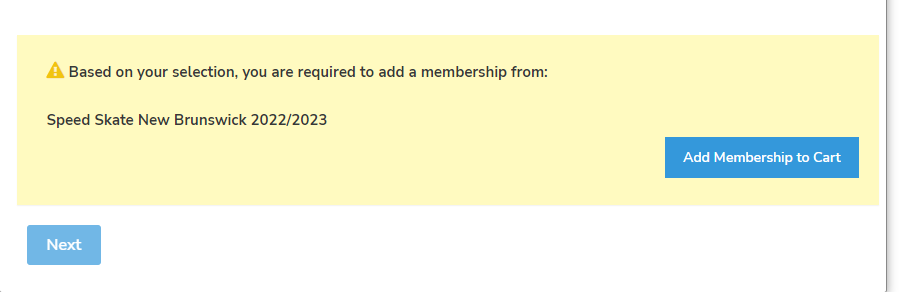 Based on your selection, you are required to add a membership from:
Speed Skate New Brunswick 2022/2023
Add Membership to Cart
Next